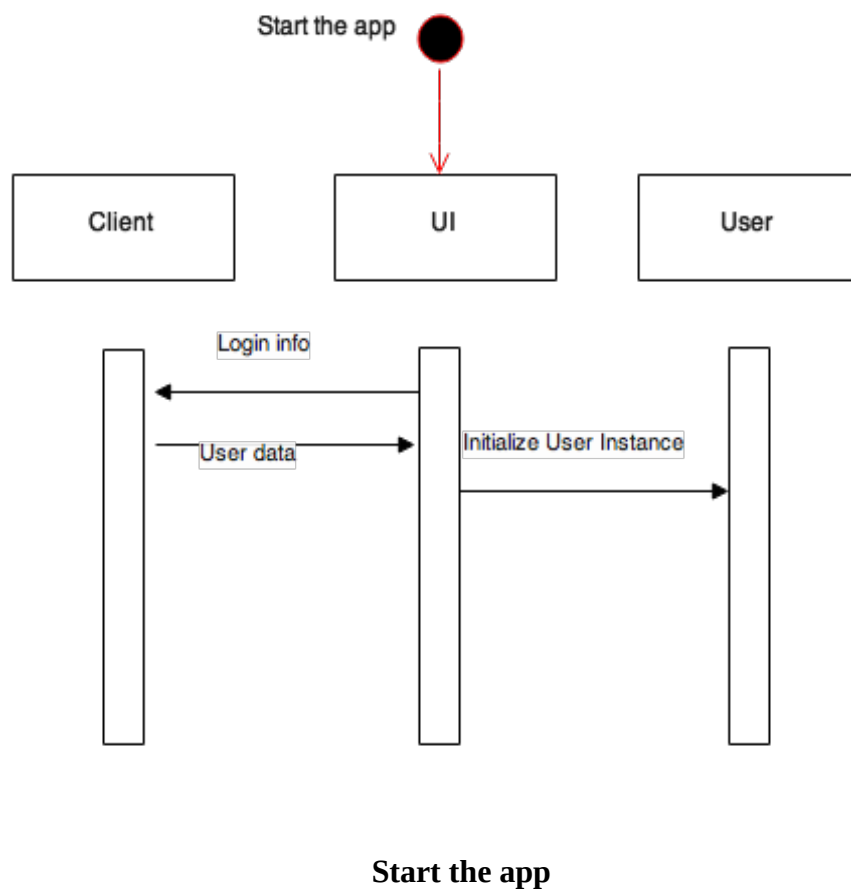 Start the app
Client
UI
User
Login info
User data
Initialize User Instance
Start the app